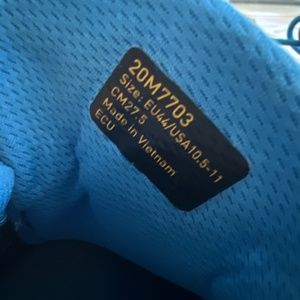 20M7703
Size: EU44/USA10.5-11
CM27.5
Made in Vietnam
ECU